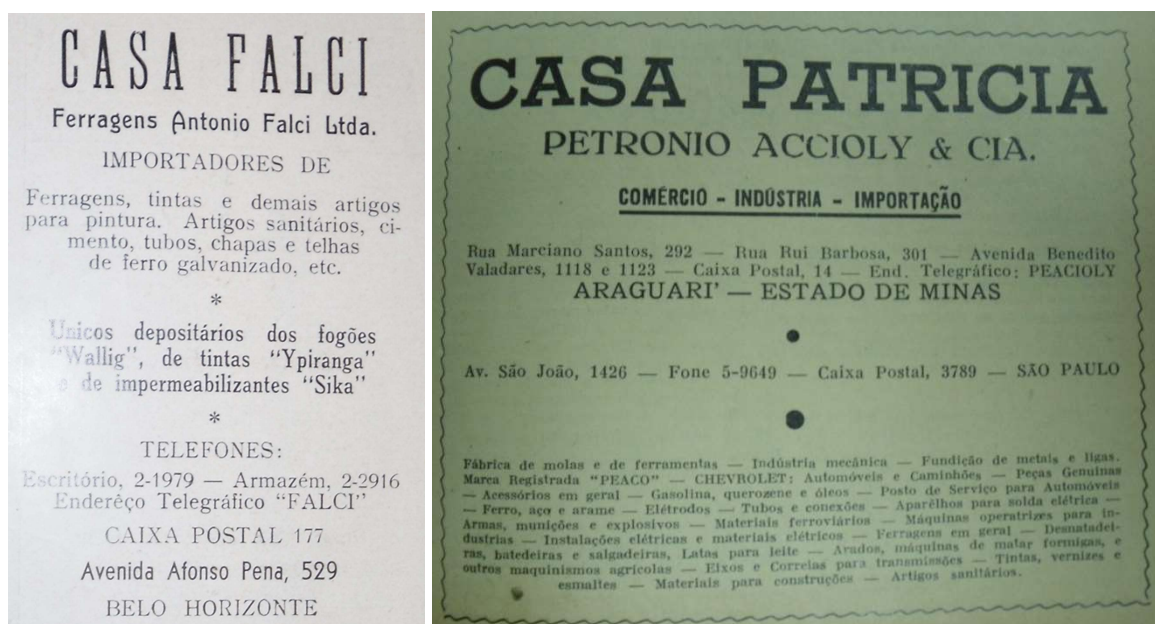 CASA FALCI
Ferragens Antonio Falci Ltda.
IMPORTADORES DE
Ferragens, tintas e demais artigos
para pintura. Artigos sanitários, ci-
mento, tubos, chapas e telhas
de ferro galvanizado, etc.
*
Unicos depositários dos fogões
"Wallig", de tintas "Ypiranga"
e de impermeabilizantes "Sika"
*
TELEFONES:
Escritório, 2-1979 — Armazém, 2-2916
Enderêço Telegráfico "FALCI"
CAIXA POSTAL 177
Avenida Afonso Pena, 529
BELO HORIZONTE
CASA PATRICIA
PETRONIO ACCIOLY & CIA.
COMÉRCIO - INDÚSTRIA - IMPORTAÇÃO
Rua Marciano Santos, 292 — Rua Rui Barbosa, 301 — Avenida Benedito
Valadares, 1118 e 1123 — Caixa Postal, 14 — End. Telegráfico: PEACIOLY
ARAGUARI' — ESTADO DE MINAS
Av. São João, 1426 — Fone 5-9649 — Caixa Postal, 3789 — SÃO PAULO
Fábrica de molas e de ferramentas — Indústria mecânica — Fundição de metais e ligas.
Marca Registrada "PEACO" — CHEVROLET: Automóveis e Caminhões — Peças Genuinas
— Acessórios em geral — Gasolina, querozene e óleos — Posto de Serviço para Automóveis
— Ferro, aço e arame — Elétrodos — Tubos e conexões — Aparêlhos para solda elétrica —
Armas, munições e explosivos — Materiais ferroviários — Máquinas operatrizes para in-
dustrias — Instalações elétricas e materiais elétricos — Ferragens em geral — Desnatadei-
ras, batedeiras e salgadeiras, Latas para leite — Arados, máquinas de matar formigas, e
outros maquinismos agrícolas — Eixos e Correias para transmissões — Tintas, vernizes e
esmaltes — Materiais para construções — Artigos sanitários.